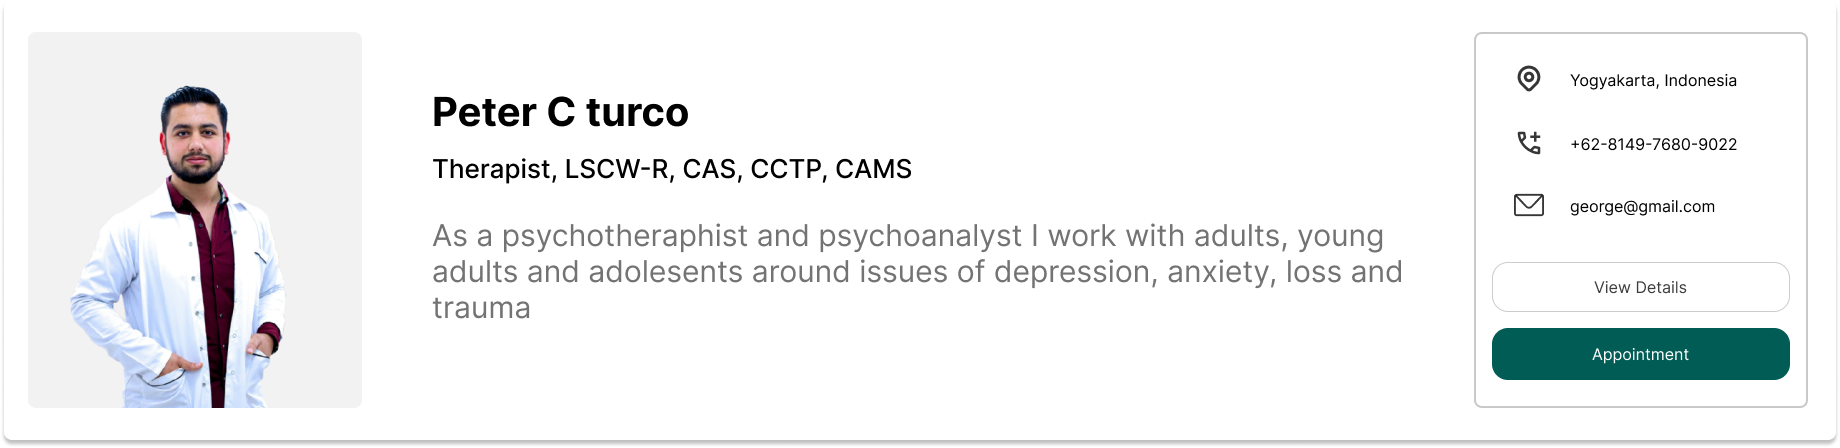 Peter C turco
Therapist, LSCW-R, CAS, CCTP, CAMS
As a psychotheraphist and psychoanalyst I work with adults, young
adults and adolesents around issues of depression, anxiety, loss and
trauma
Yogyakarta, Indonesia
+62-8149-7680-9022
george@gmail.com
View Details
Appointment